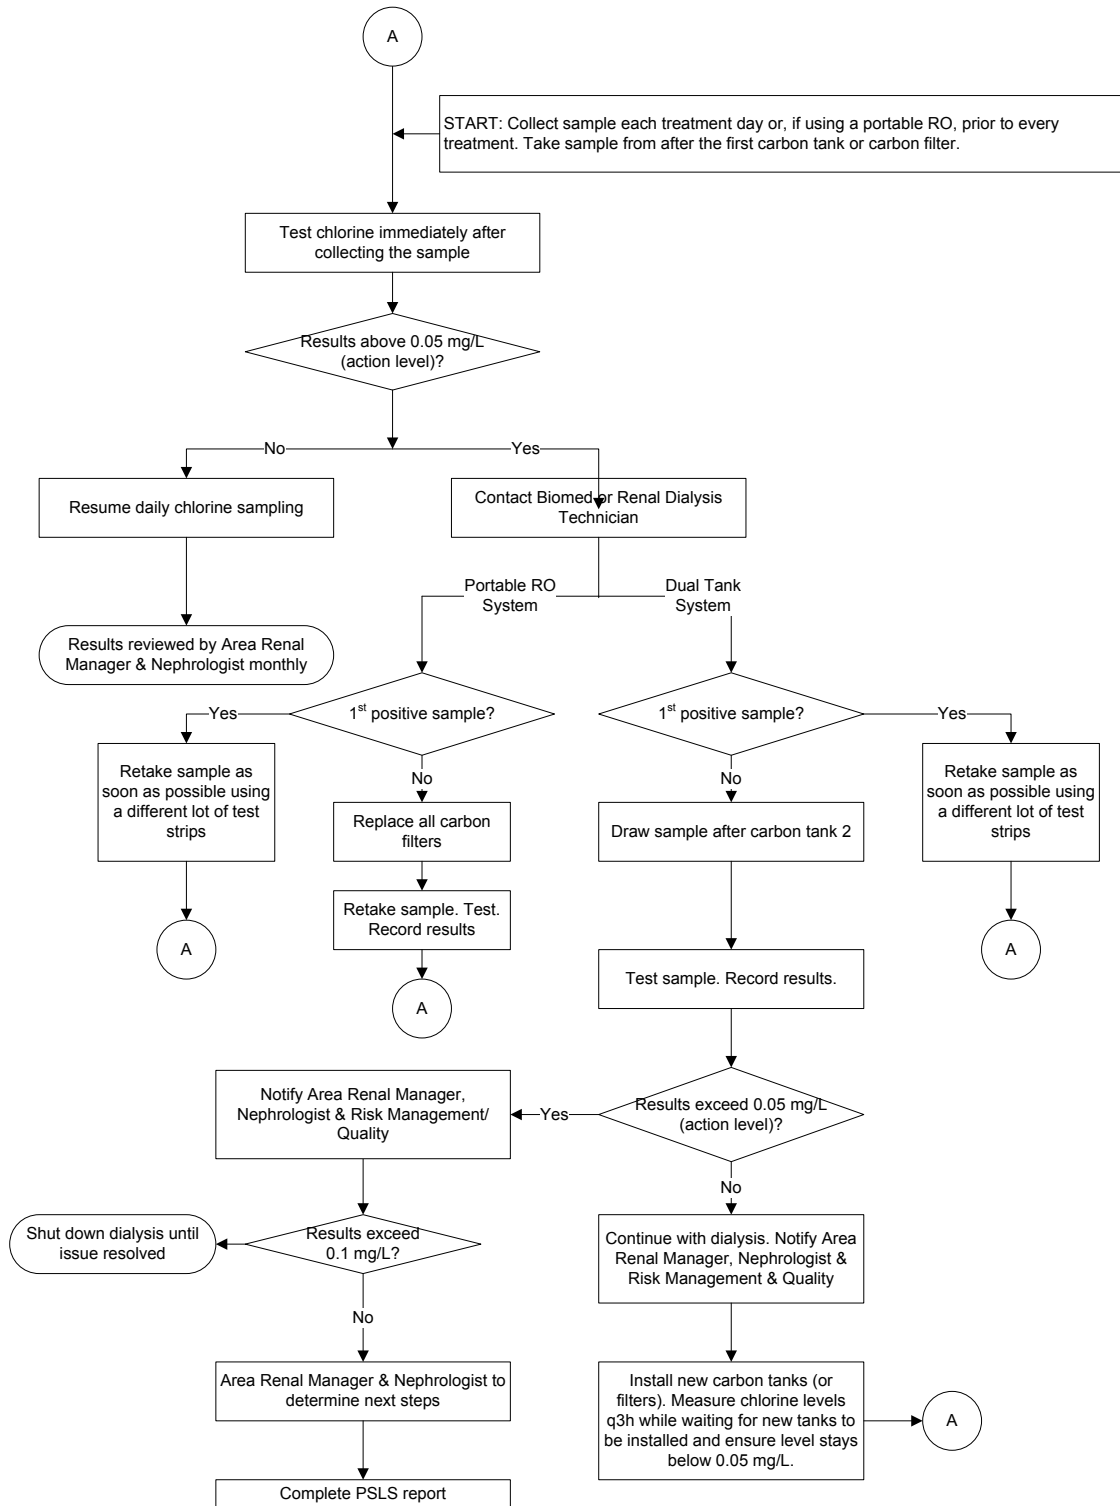 A
START: Collect sample each treatment day or, if using a portable RO, prior to every
treatment. Take sample from after the first carbon tank or carbon filter.
Test chlorine immediately after
collecting the sample
Results above 0.05 mg/L
(action level)?
No
Yes
Resume daily chlorine sampling
Contact Biomed or Renal Dialysis
Technician
Results reviewed by Area Renal
Manager & Nephrologist monthly
Portable RO
System
Dual Tank
System
Yes
1st positive sample?
1st positive sample?
Yes
Retake sample as
soon as possible using
a different lot of test
strips
No
Replace all carbon
filters
No
Draw sample after carbon tank 2
Retake sample as
soon as possible using
a different lot of test
strips
Retake sample. Test.
Record results
A
A
A
Test sample. Record results.
Notify Area Renal Manager,
Nephrologist & Risk Management/
Quality
Yes
Results exceed 0.05 mg/L
(action level)?
No
Shut down dialysis until
issue resolved
Results exceed
0.1 mg/L?
Continue with dialysis. Notify Area
Renal Manager, Nephrologist &
Risk Management & Quality
No
Area Renal Manager & Nephrologist to
determine next steps
Install new carbon tanks (or
filters). Measure chlorine levels
q3h while waiting for new tanks to
be installed and ensure level stays
below 0.05 mg/L.
A
Complete PSLS report